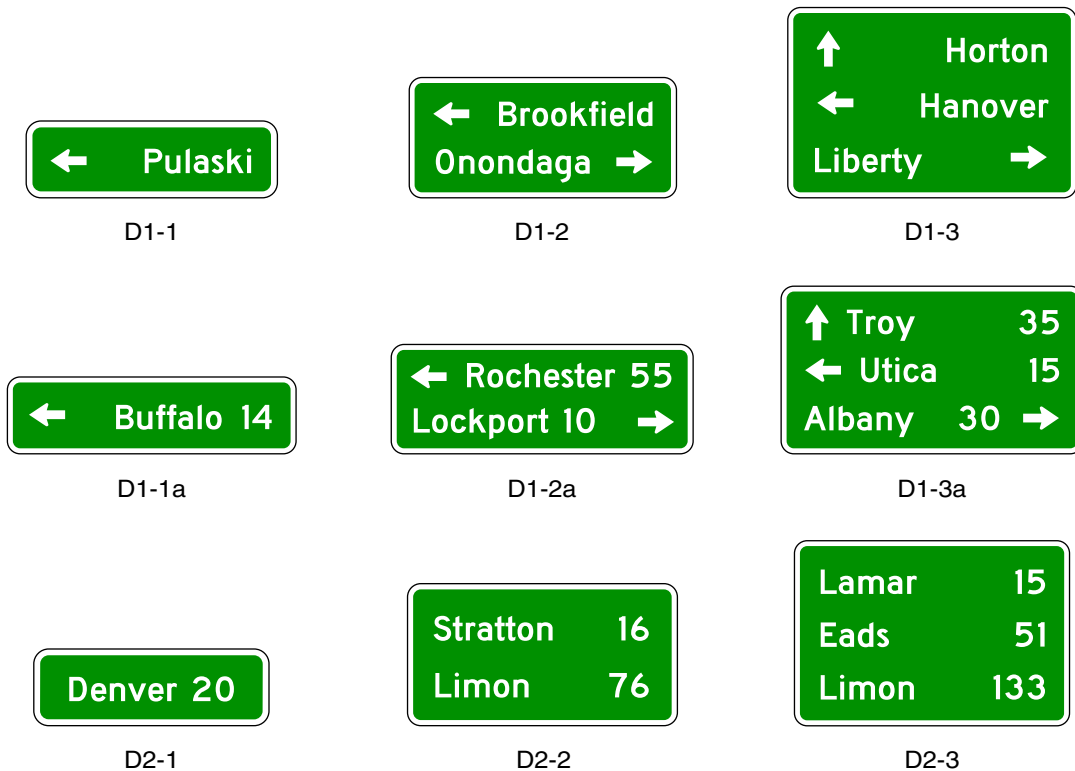 ← Pulaski
D1-1
← Brookfield
Onondaga →
D1-2
↑ Horton
← Hanover
Liberty →
D1-3
← Buffalo 14
D1-1a
← Rochester 55
Lockport 10 →
D1-2a
↑ Troy 35
← Utica 15
Albany 30 →
D1-3a
Denver 20
D2-1
Stratton 16
Limon 76
D2-2
Lamar 15
Eads 51
Limon 133
D2-3